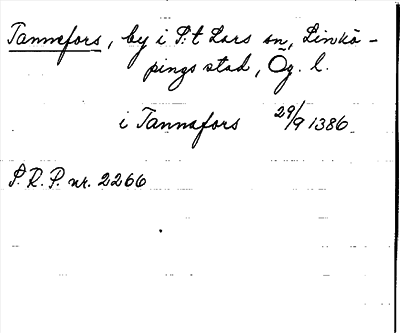 Tannefors, by i S:t Lars sn, Linkö-
pings stad, Ög. l.
i Tannafors 29/9 1386
S.R.P. nr. 2266